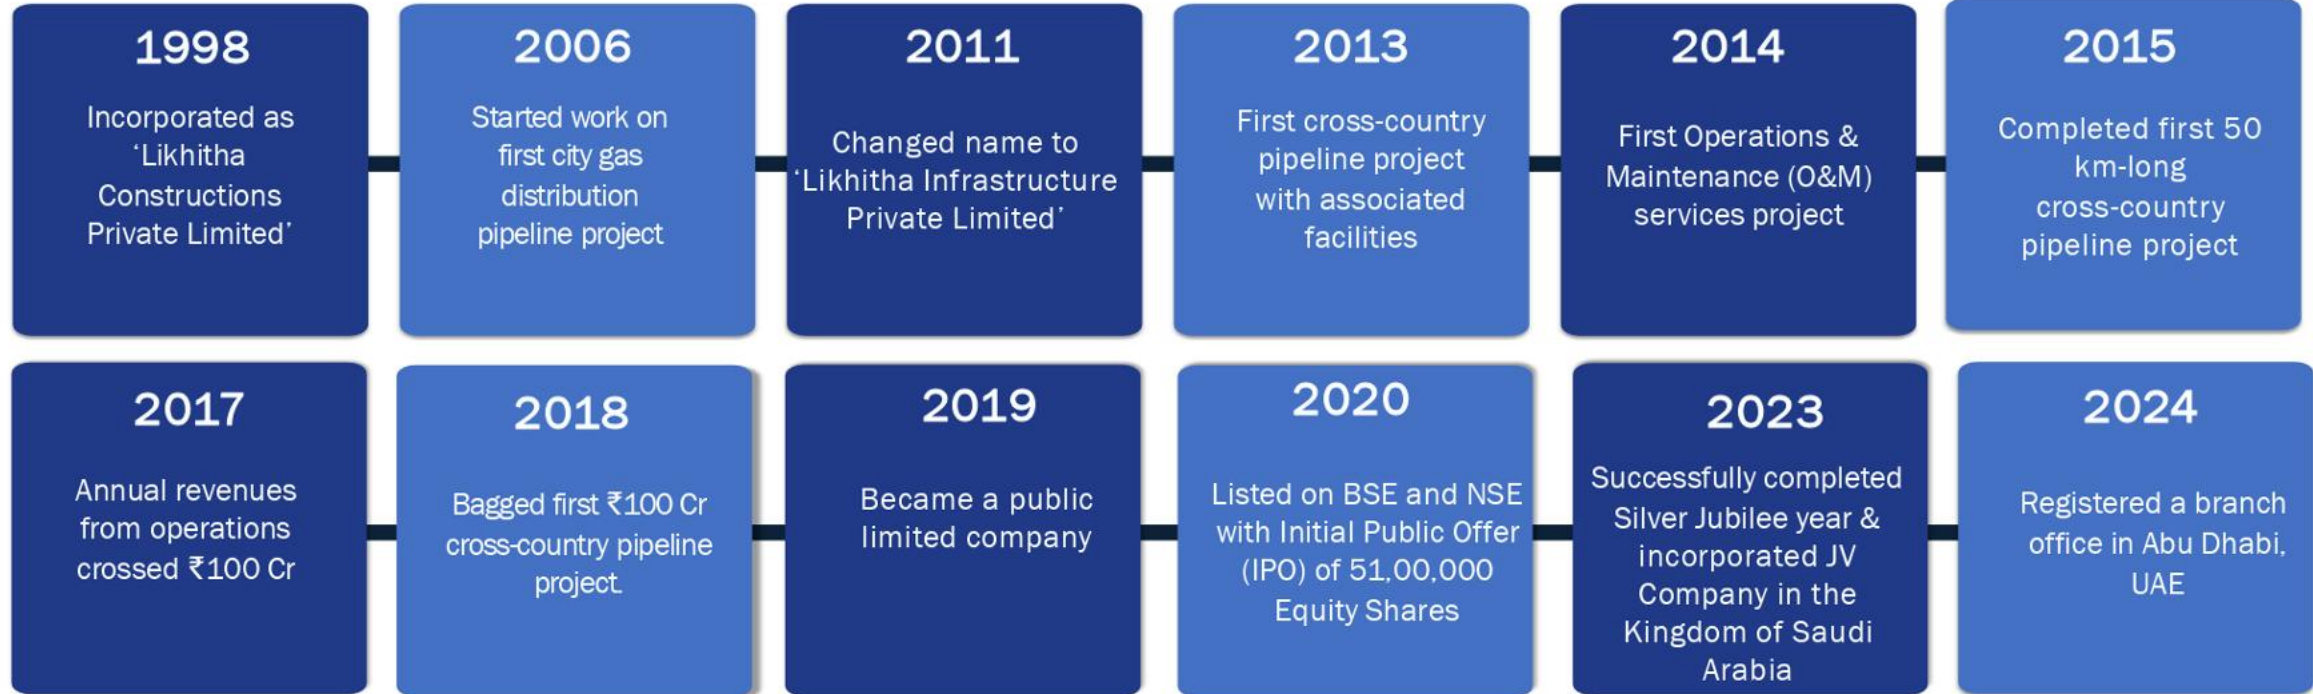 1998
Incorporated as
‘Likhitha
Constructions
Private Limited’
2006
Started work on
first city gas
distribution
pipeline project
2011
Changed name to
‘Likhitha Infrastructure
Private Limited’
2013
First cross-country
pipeline project
with associated
facilities
2014
First Operations &
Maintenance (O&M)
services project
2015
Completed first 50
km-long
cross-country
pipeline project
2017
Annual revenues
from operations
crossed ₹100 Cr
2018
Bagged first ₹100 Cr
cross-country pipeline
project.
2019
Became a public
limited company
2020
Listed on BSE and NSE
with Initial Public Offer
(IPO) of 51,00,000
Equity Shares
2023
Successfully completed
Silver Jubilee year &
incorporated JV
Company in the
Kingdom of Saudi
Arabia
2024
Registered a branch
office in Abu Dhabi,
UAE